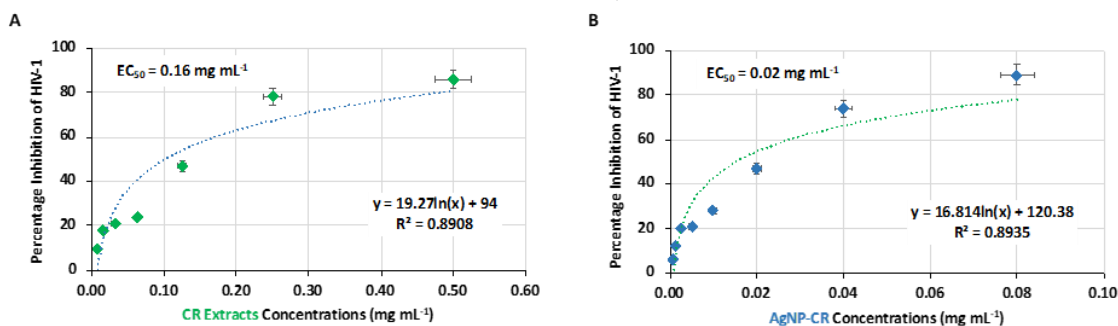 A
Percentage Inhibition of HIV-1
100
80
60
40
20
0
EC50 = 0.16 mg mL-1
y = 19.27ln(x) + 94
R² = 0.8908
0.00 0.10 0.20 0.30 0.40 0.50 0.60
CR Extracts Concentrations (mg mL-1)
B
Percentage Inhibition of HIV-1
100
80
60
40
20
0
EC50 = 0.02 mg mL-1
y = 16.814ln(x) + 120.38
R² = 0.8935
0.00 0.02 0.04 0.06 0.08 0.10
AgNP-CR Concentrations (mg mL-1)